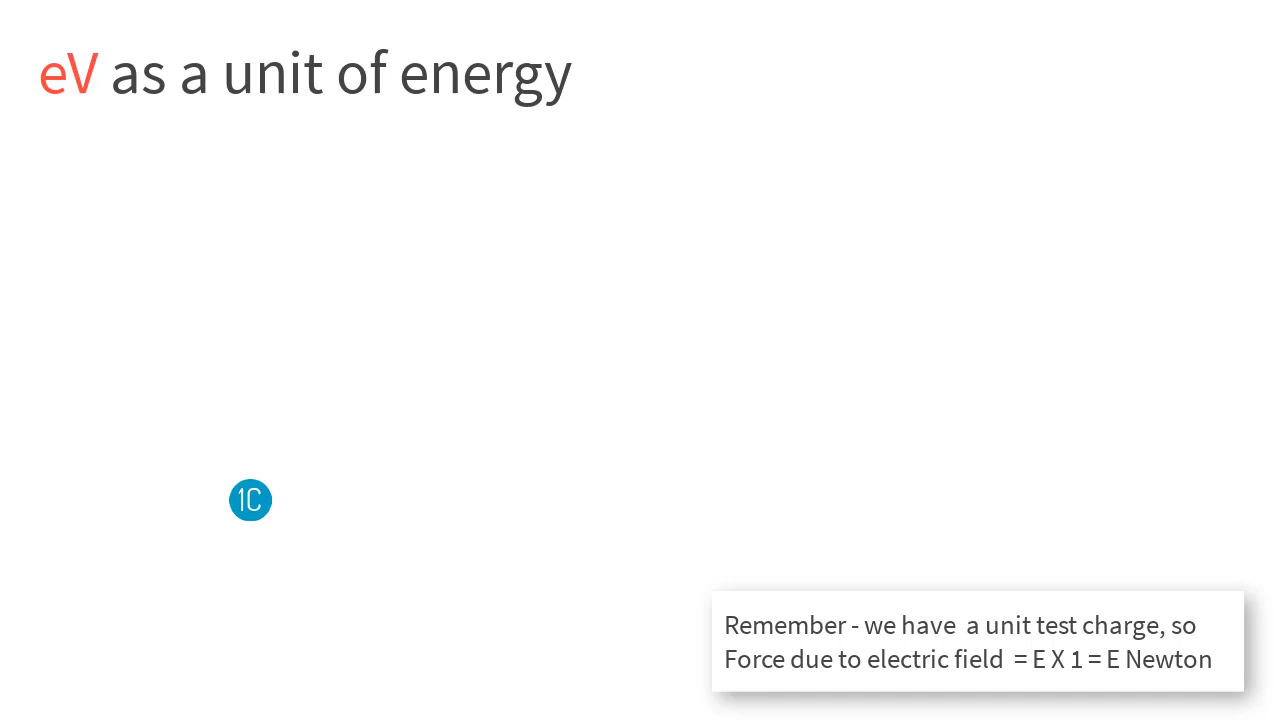 eV as a unit of energy
1C
Remember - we have a unit test charge, so
Force due to electric field = E X 1 = E Newton